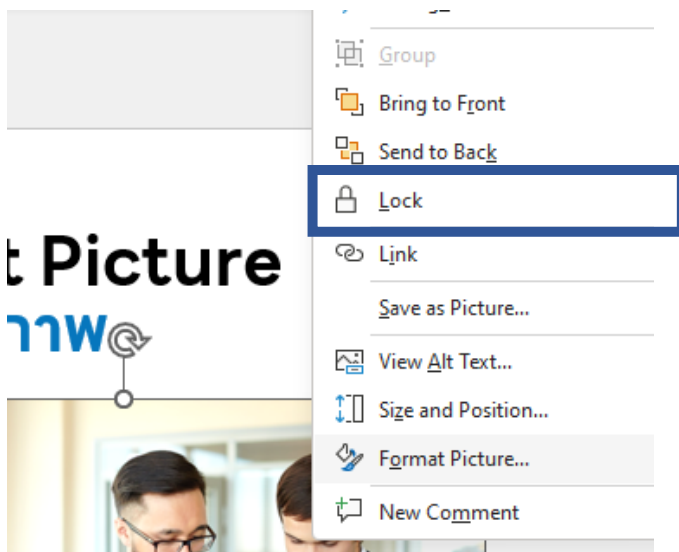 Group
Bring to Front
Send to Back
Lock
t Picture
Link
Save as Picture...
าาพ
View Alt Text...
Size and Position...
Format Picture...
New Comment